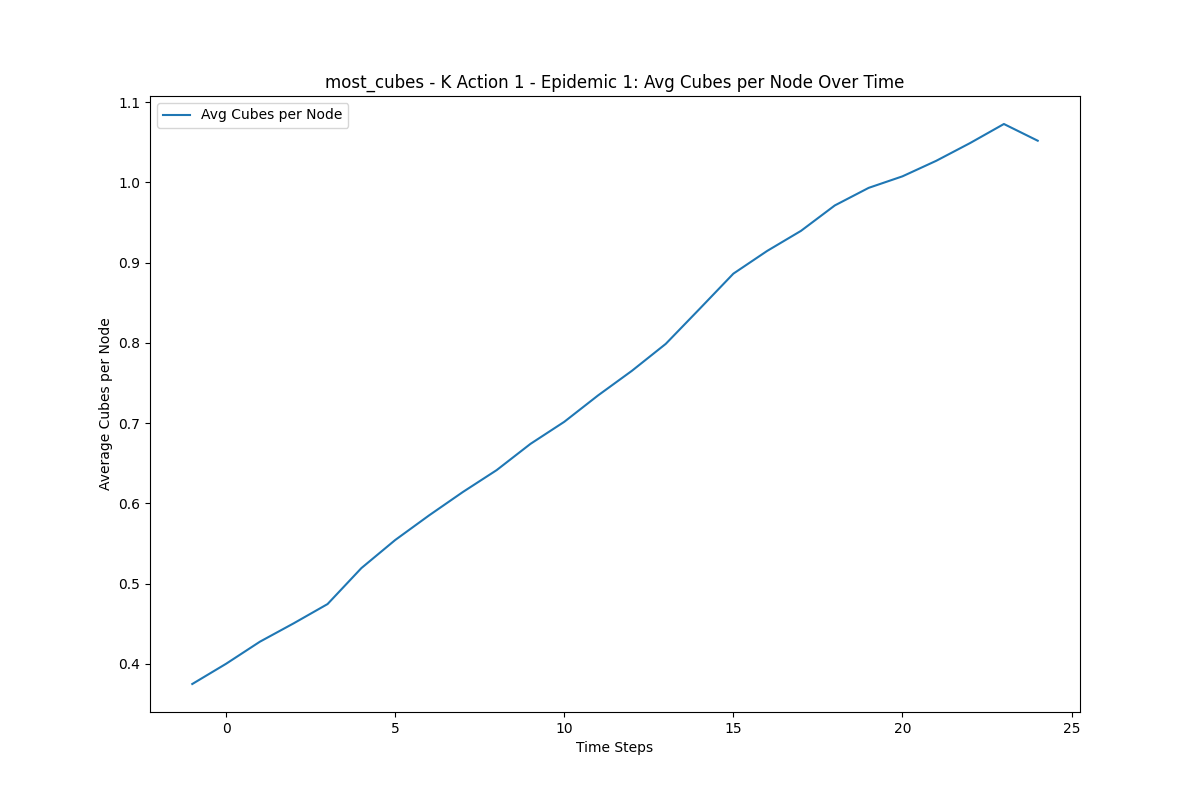 most_cubes - K Action 1 - Epidemic 1: Avg Cubes per Node Over Time
Avg Cubes per Node
Average Cubes per Node
1.1
1.0
0.9
0.8
0.7
0.6
0.5
0.4
0 5 10 15 20 25
Time Steps